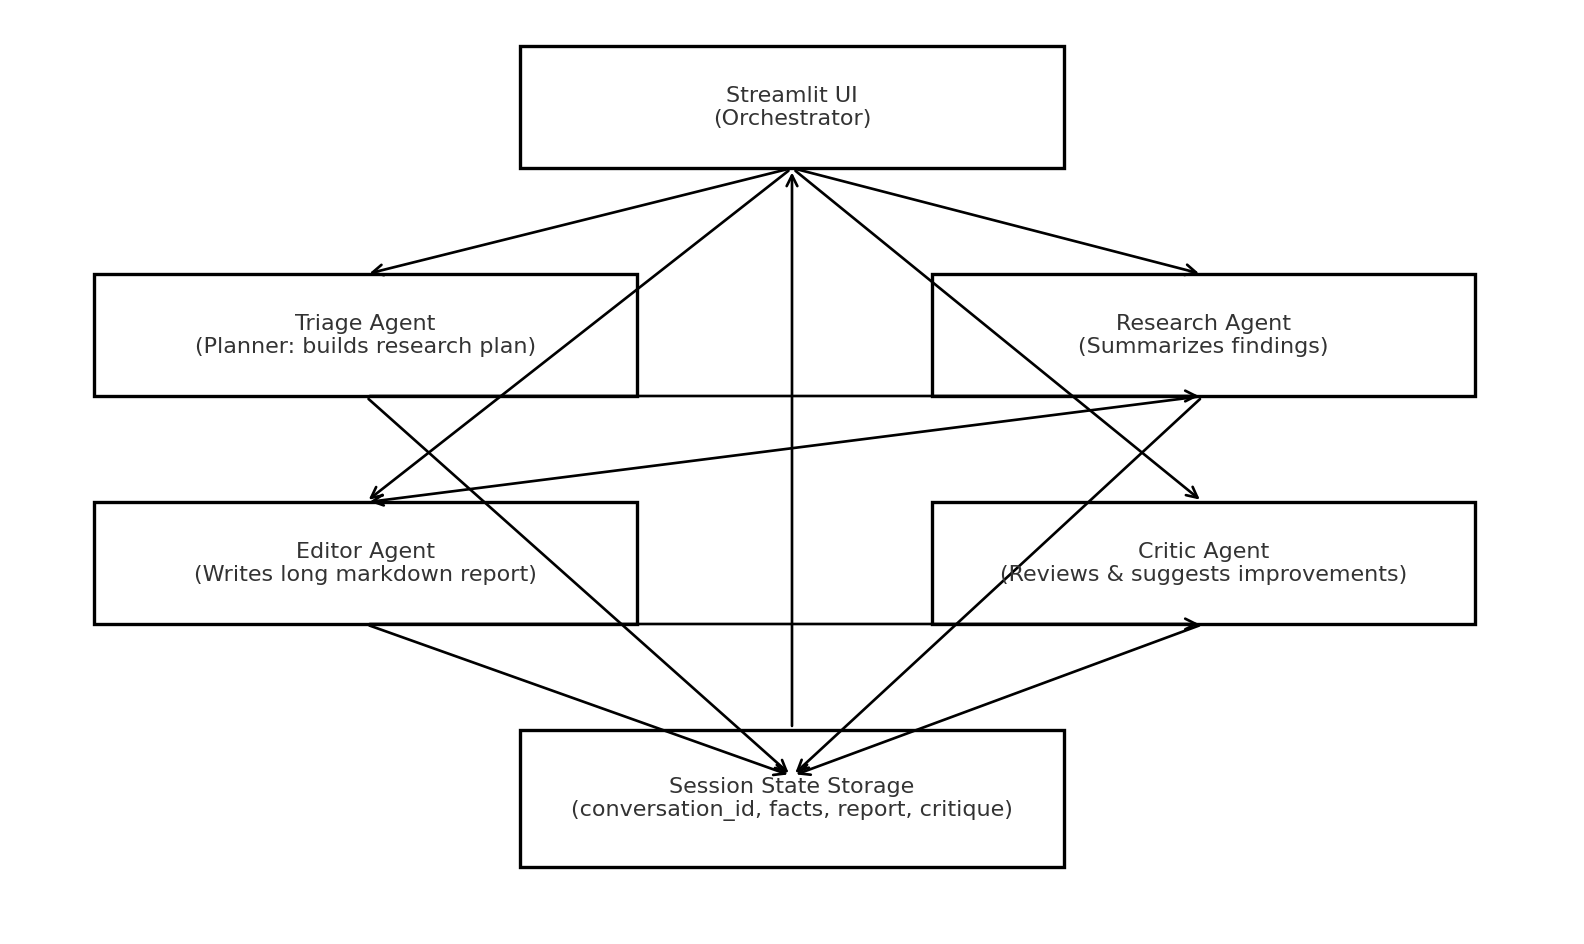 Streamlit UI
(Orchestrator)
Triage Agent
(Planner: builds research plan)
Research Agent
(Summarizes findings)
Editor Agent
(Writes long markdown report)
Critic Agent
(Reviews & suggests improvements)
Session State Storage
(conversation_id, facts, report, critique)